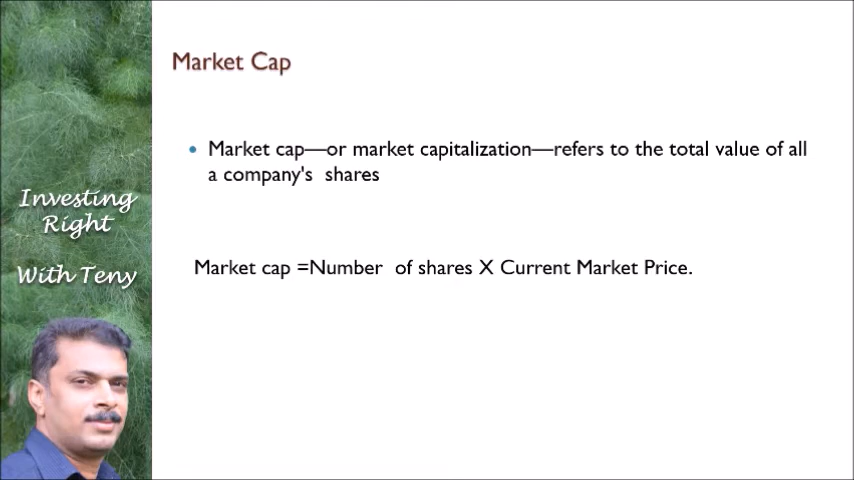 Market Cap
Market cap—or market capitalization—refers to the total value of all
a company's shares
Market cap =Number of shares X Current Market Price.
Investing
Right
With Teny